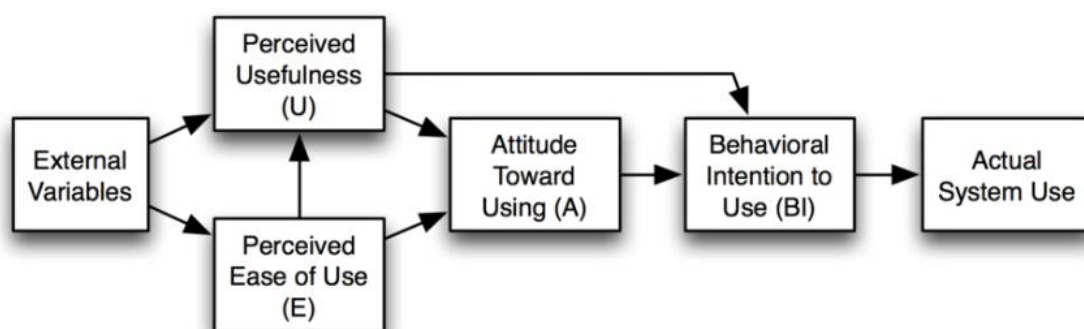 Perceived
Usefulness
(U)
External
Variables
Perceived
Ease of Use
(E)
Attitude
Toward
Using (A)
Behavioral
Intention to
Use (BI)
Actual
System Use